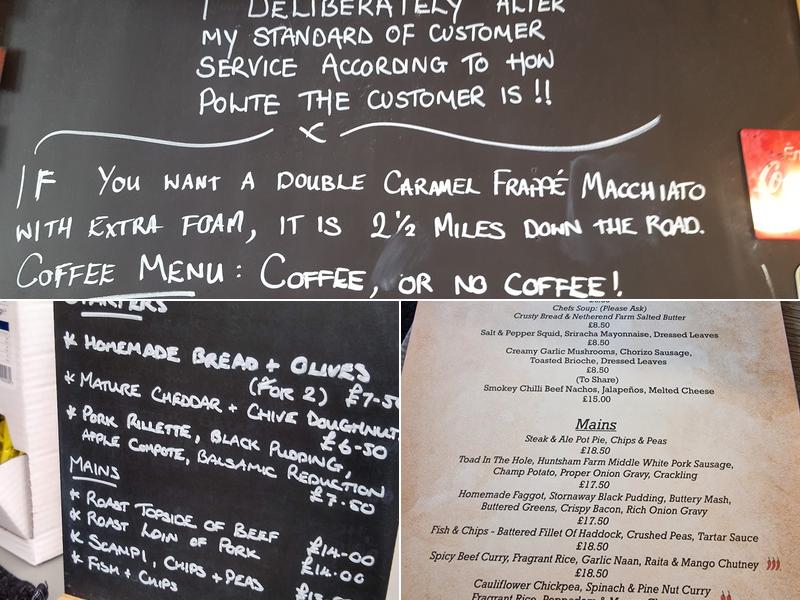 I DELIBERATELY ALTER
MY STANDARD OF CUSTOMER
SERVICE ACCORDING TO HOW
POLITE THE CUSTOMER IS !!
x
IF YOU WANT A DOUBLE CARAMEL FRAPPÉ MACCHIATO
WITH EXTRA FOAM, IT IS 2½ MILES DOWN THE ROAD.
COFFEE MENU: COFFEE, OR NO COFFEE!
STARTERS
* HOMEMADE BREAD + OLIVES
(FOR 2) £7-50
* MATURE CHEDDAR + CHIVE DOUGHNUT
£6-50
* PORK RILLETTE, BLACK PUDDING,
APPLE COMPOTE, BALSAMIC REDUCTION
£7.50
MAINS
* ROAST TOPSIDE OF BEEF £14-00
* ROAST LOIN OF PORK £14.00
* SCAMPI, CHIPS + PEAS
* FISH + CHIPS
Chefs Soup: (Please Ask)
Crusty Bread & Netherend Farm Salted Butter
£8.50
Salt & Pepper Squid, Sriracha Mayonnaise, Dressed Leaves
£8.50
Creamy Garlic Mushrooms, Chorizo Sausage,
Toasted Brioche, Dressed Leaves
£8.50
(To Share)
Smokey Chilli Beef Nachos, Jalapeños, Melted Cheese
£15.00
Mains
Steak & Ale Pot Pie, Chips & Peas
£18.50
Toad In The Hole, Huntsham Farm Middle White Pork Sausage,
Champ Potato, Proper Onion Gravy, Crackling
£17.50
Homemade Faggot, Stornaway Black Pudding, Buttery Mash,
Buttered Greens, Crispy Bacon, Rich Onion Gravy
£17.50
Fish & Chips - Battered Fillet Of Haddock, Crushed Peas, Tartar Sauce
£18.50
Spicy Beef Curry, Fragrant Rice, Garlic Naan, Raita & Mango Chutney
£18.50
Cauliflower Chickpea, Spinach & Pine Nut Curry
Fragrant Rice,